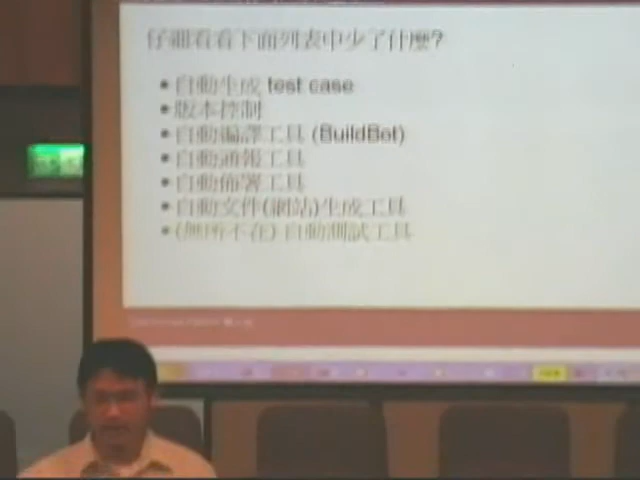 仔細看看下面列表中少了什麼?
• 自動生成 test case
• 版本控制
• 自動編譯工具 (BuildBot)
• 自動通報工具
• 自動佈署工具
• 自動文件(網站)生成工具
• (無所不在) 自動測試工具